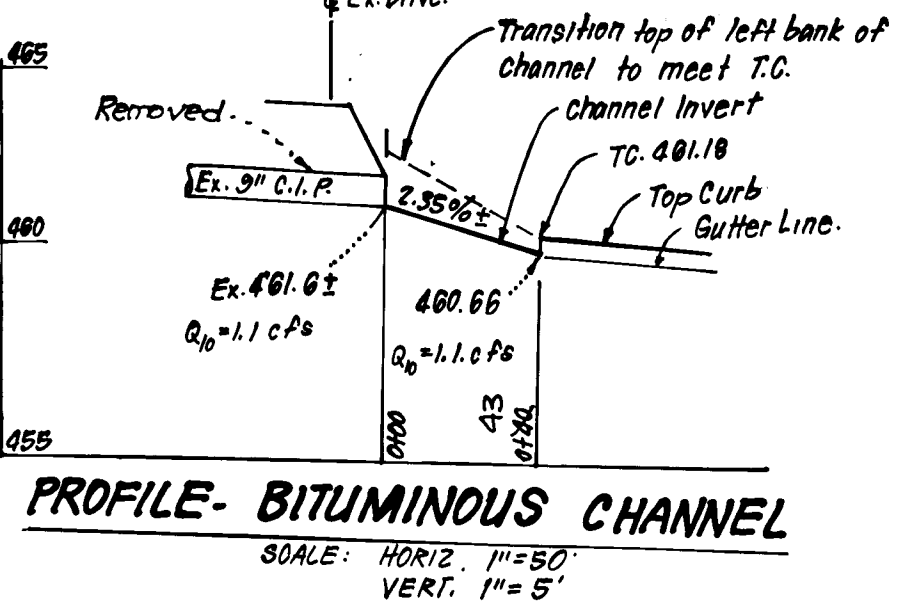 ℄ Ex. Drive.
465
Transition top of left bank of
channel to meet T.C.
Channel Invert
Removed.
TC. 461.18
Ex. 9" C.I.P.
2.35% ±
Top Curb
Gutter Line.
460
Ex. 461.6 ±
460.66
Q10 = 1.1 cfs
Q10 = 1.1. cfs
43
0+00
0+40
455
PROFILE- BITUMINOUS CHANNEL
SCALE: HORIZ. 1"=50'
VERT. 1"= 5'